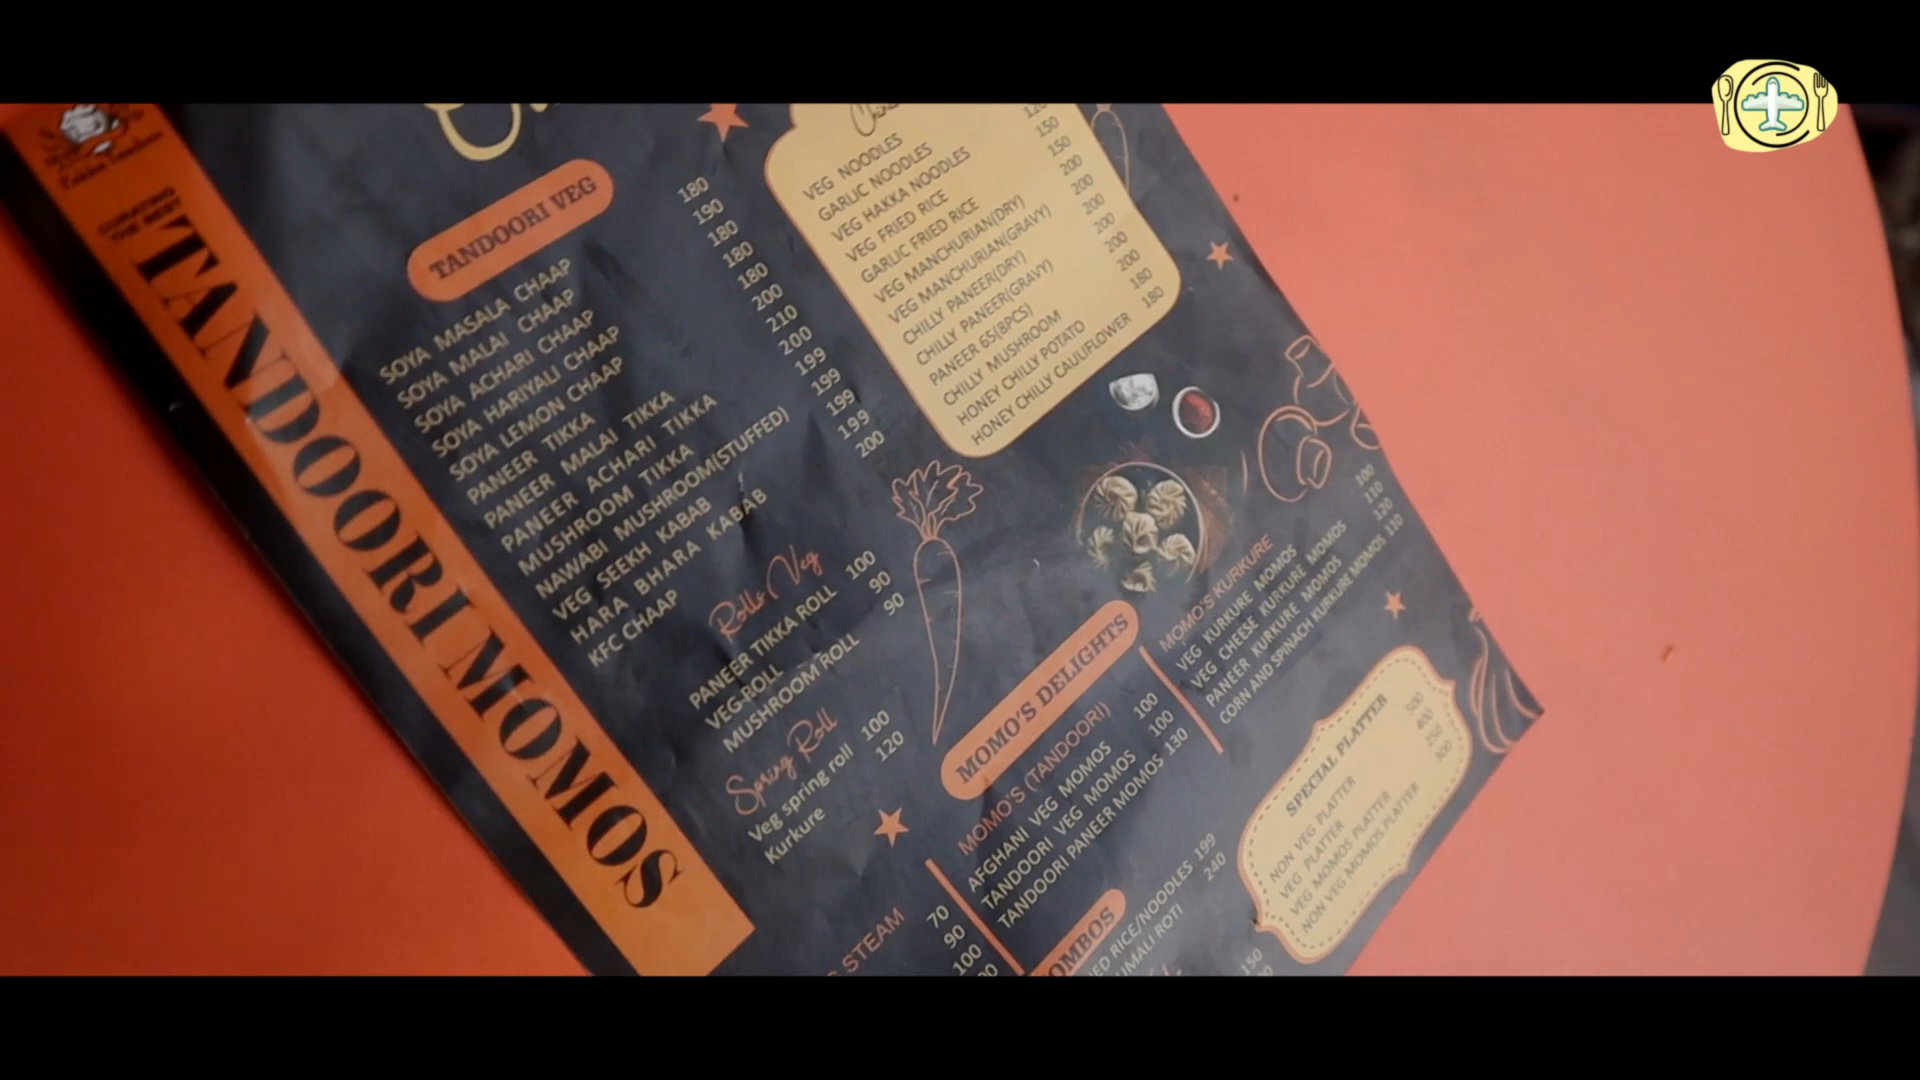 CURATING
THE BEST
TANDOORI MOMOS
TANDOORI VEG
SOYA MASALA CHAAP 180
SOYA MALAI CHAAP 190
SOYA ACHARI CHAAP 180
SOYA HARIYALI CHAAP 180
SOYA LEMON CHAAP 180
PANEER TIKKA 200
PANEER MALAI TIKKA 210
PANEER ACHARI TIKKA 200
MUSHROOM TIKKA 199
NAWABI MUSHROOM(STUFFED) 199
VEG SEEKH KABAB 199
HARA BHARA KABAB 199
KFC CHAAP 200
Rolls Veg
PANEER TIKKA ROLL 100
VEG-ROLL 90
MUSHROOM ROLL 90
Spring Roll
Veg spring roll 100
Kurkure 120
STEAM
70
90
100
VEG NOODLES 120
GARLIC NOODLES 150
VEG HAKKA NOODLES 150
VEG FRIED RICE 200
GARLIC FRIED RICE 200
VEG MANCHURIAN(DRY) 200
VEG MANCHURIAN(GRAVY) 200
CHILLY PANEER(DRY) 200
CHILLY PANEER(GRAVY) 200
PANEER 65(8PCS) 180
CHILLY MUSHROOM 180
HONEY CHILLY POTATO
HONEY CHILLY CAULIFLOWER
MOMO'S DELIGHTS
MOMO'S (TANDOORI)
AFGHANI VEG MOMOS 100
TANDOORI VEG MOMOS 100
TANDOORI PANEER MOMOS 130
MOMO'S KURKURE
VEG KURKURE MOMOS 100
VEG CHEESE KURKURE MOMOS 110
PANEER KURKURE MOMOS 120
CORN AND SPINACH KURKURE MOMOS 110
RICE/NOODLES 199
ROTI 240
150
SPECIAL PLATTER
NON VEG PLATTER 500
VEG PLATTER 400
VEG MOMOS PLATTER 250
NON VEG MOMOS PLATTER 300